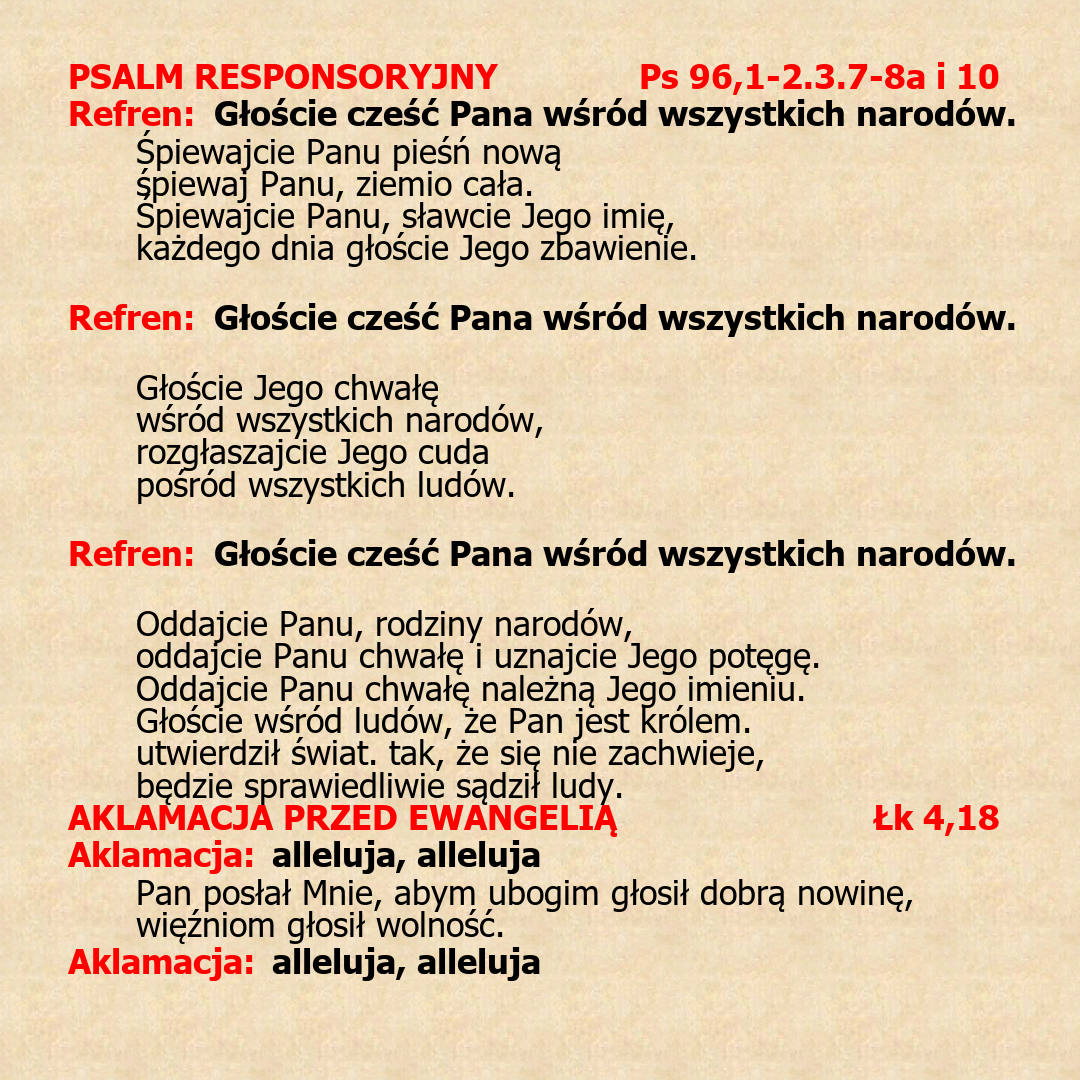 PSALM RESPONSORYJNY Ps 96,1-2.3.7-8a i 10
Refren: Głoście cześć Pana wśród wszystkich narodów.
Śpiewajcie Panu pieśń nową
śpiewaj Panu, ziemio cała.
Śpiewajcie Panu, sławcie Jego imię,
każdego dnia głoście Jego zbawienie.
Refren: Głoście cześć Pana wśród wszystkich narodów.
Głoście Jego chwałę
wśród wszystkich narodów,
rozgłaszajcie Jego cuda
pośród wszystkich ludów.
Refren: Głoście cześć Pana wśród wszystkich narodów.
Oddajcie Panu, rodziny narodów,
oddajcie Panu chwałę i uznajcie Jego potęgę.
Oddajcie Panu chwałę należną Jego imieniu.
Głoście wśród ludów, że Pan jest królem.
utwierdził świat. tak, że się nie zachwieje,
będzie sprawiedliwie sądził ludy.
AKLAMACJA PRZED EWANGELIĄ Łk 4,18
Aklamacja: alleluja, alleluja
Pan posłał Mnie, abym ubogim głosił dobrą nowinę,
więźniom głosił wolność.
Aklamacja: alleluja, alleluja